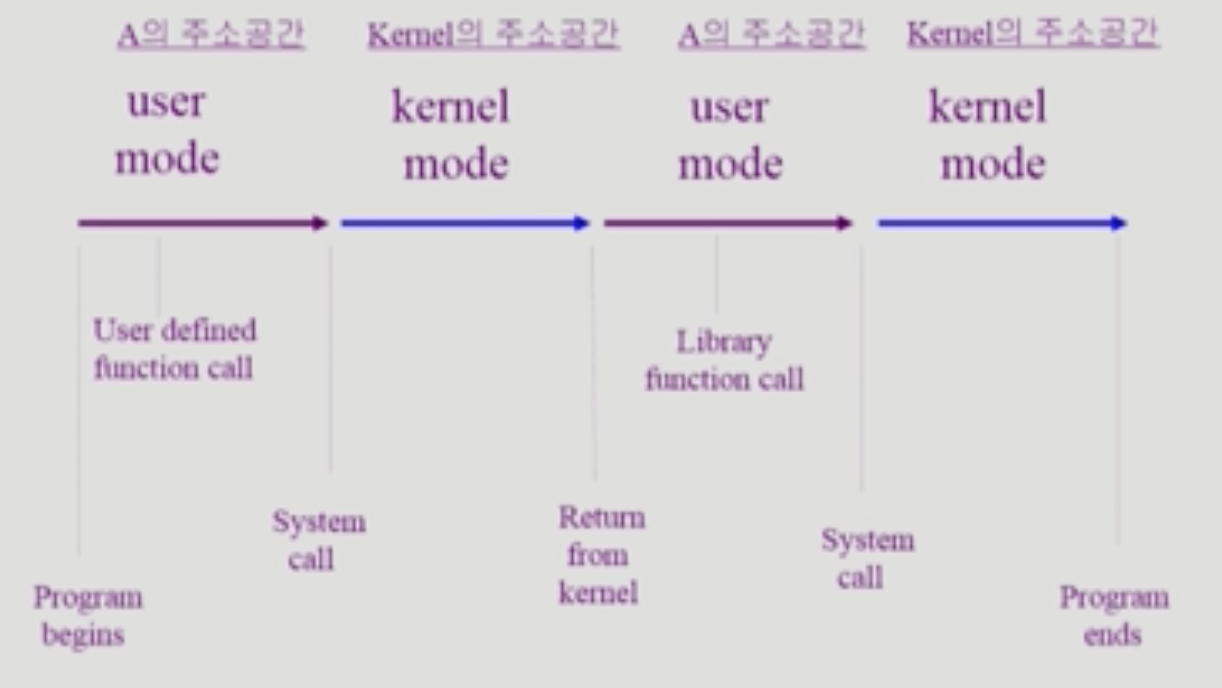 A의 주소공간
Kernel의 주소공간
A의 주소공간
Kernel의 주소공간
user
mode
kernel
mode
user
mode
kernel
mode
User defined
function call
Library
function call
System
call
Return
from
kernel
System
call
Program
begins
Program
ends